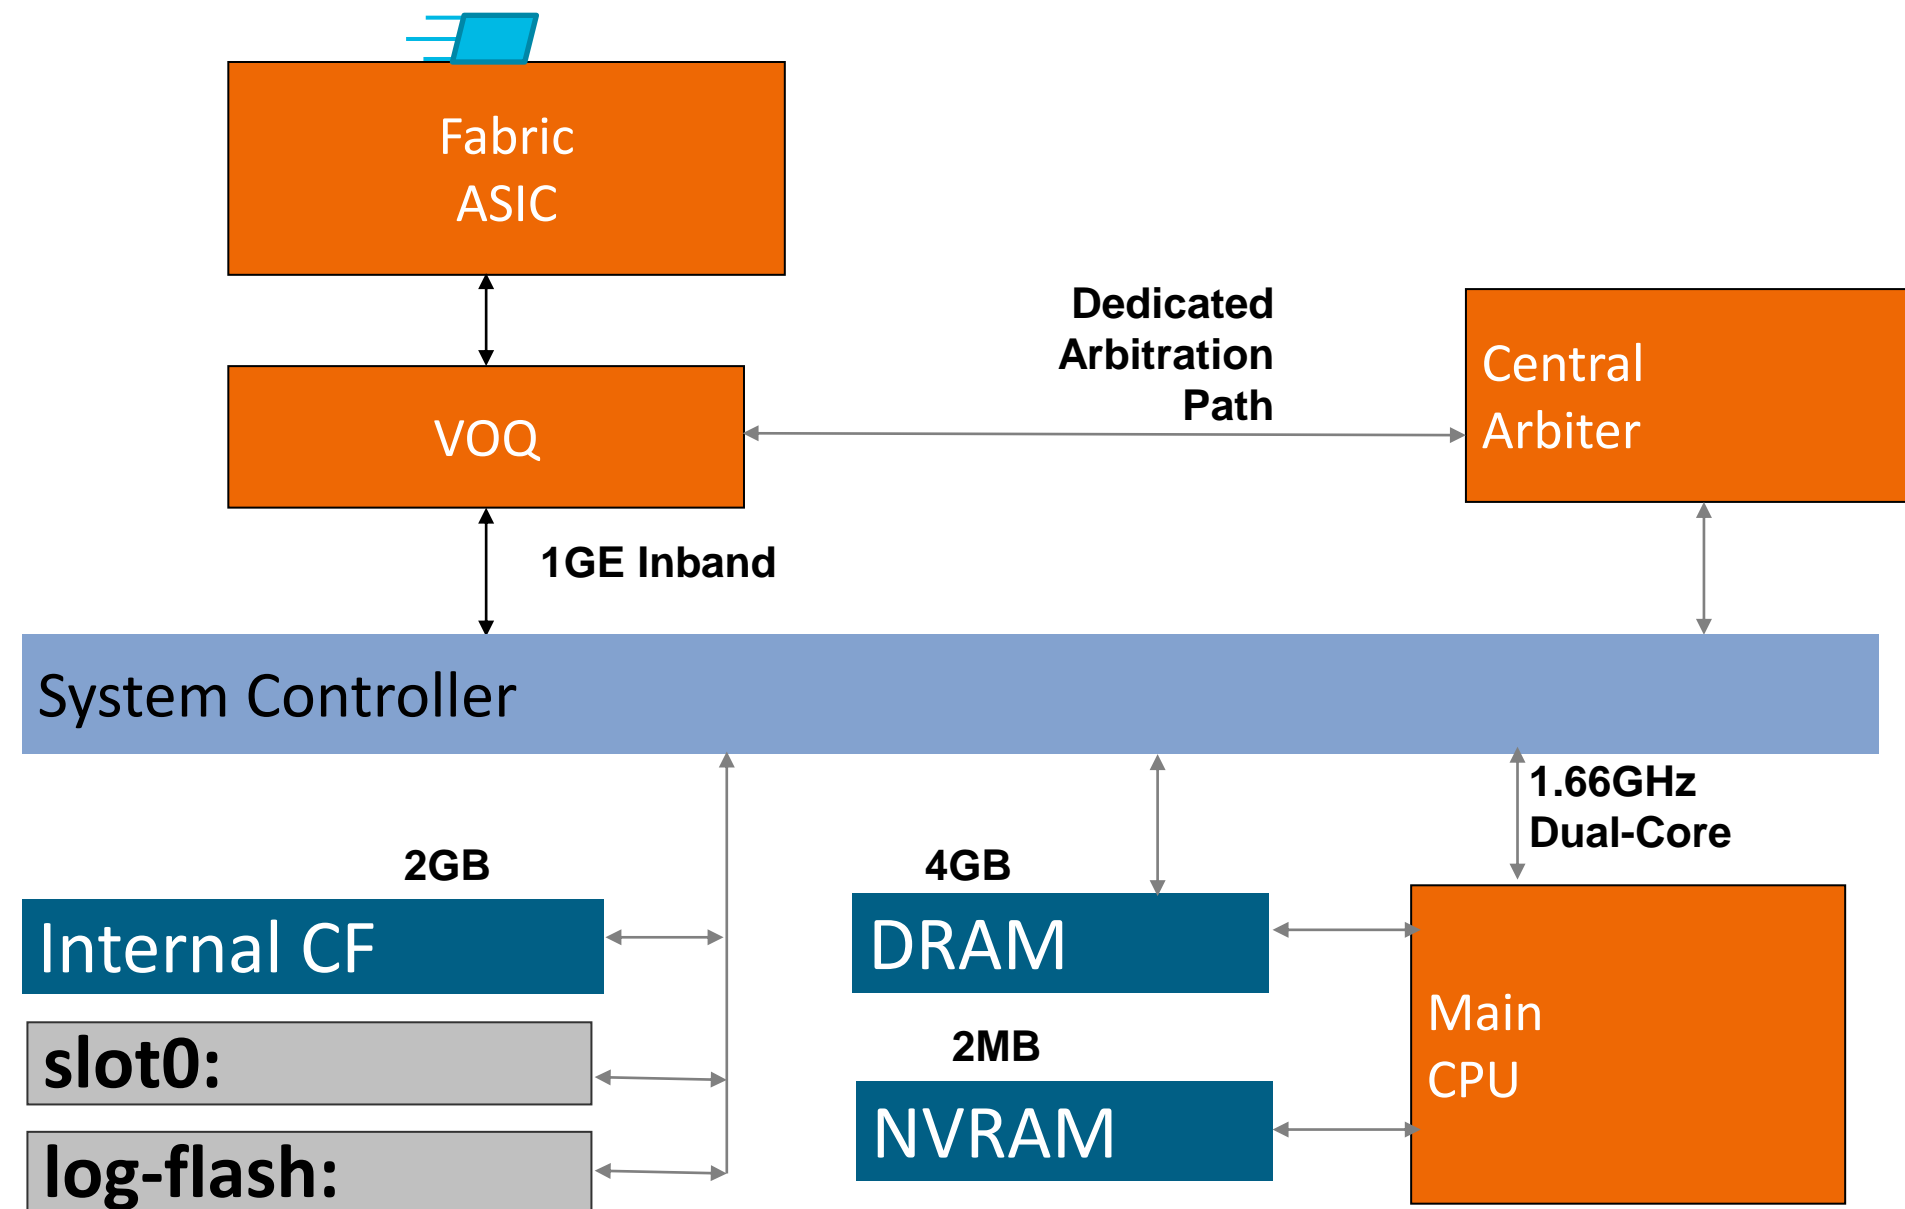 Fabric
ASIC
Dedicated
Arbitration
Path
Central
Arbiter
VOQ
1GE Inband
System Controller
1.66GHz
Dual-Core
2GB
4GB
Internal CF
DRAM
Main
CPU
slot0:
2MB
NVRAM
log-flash: